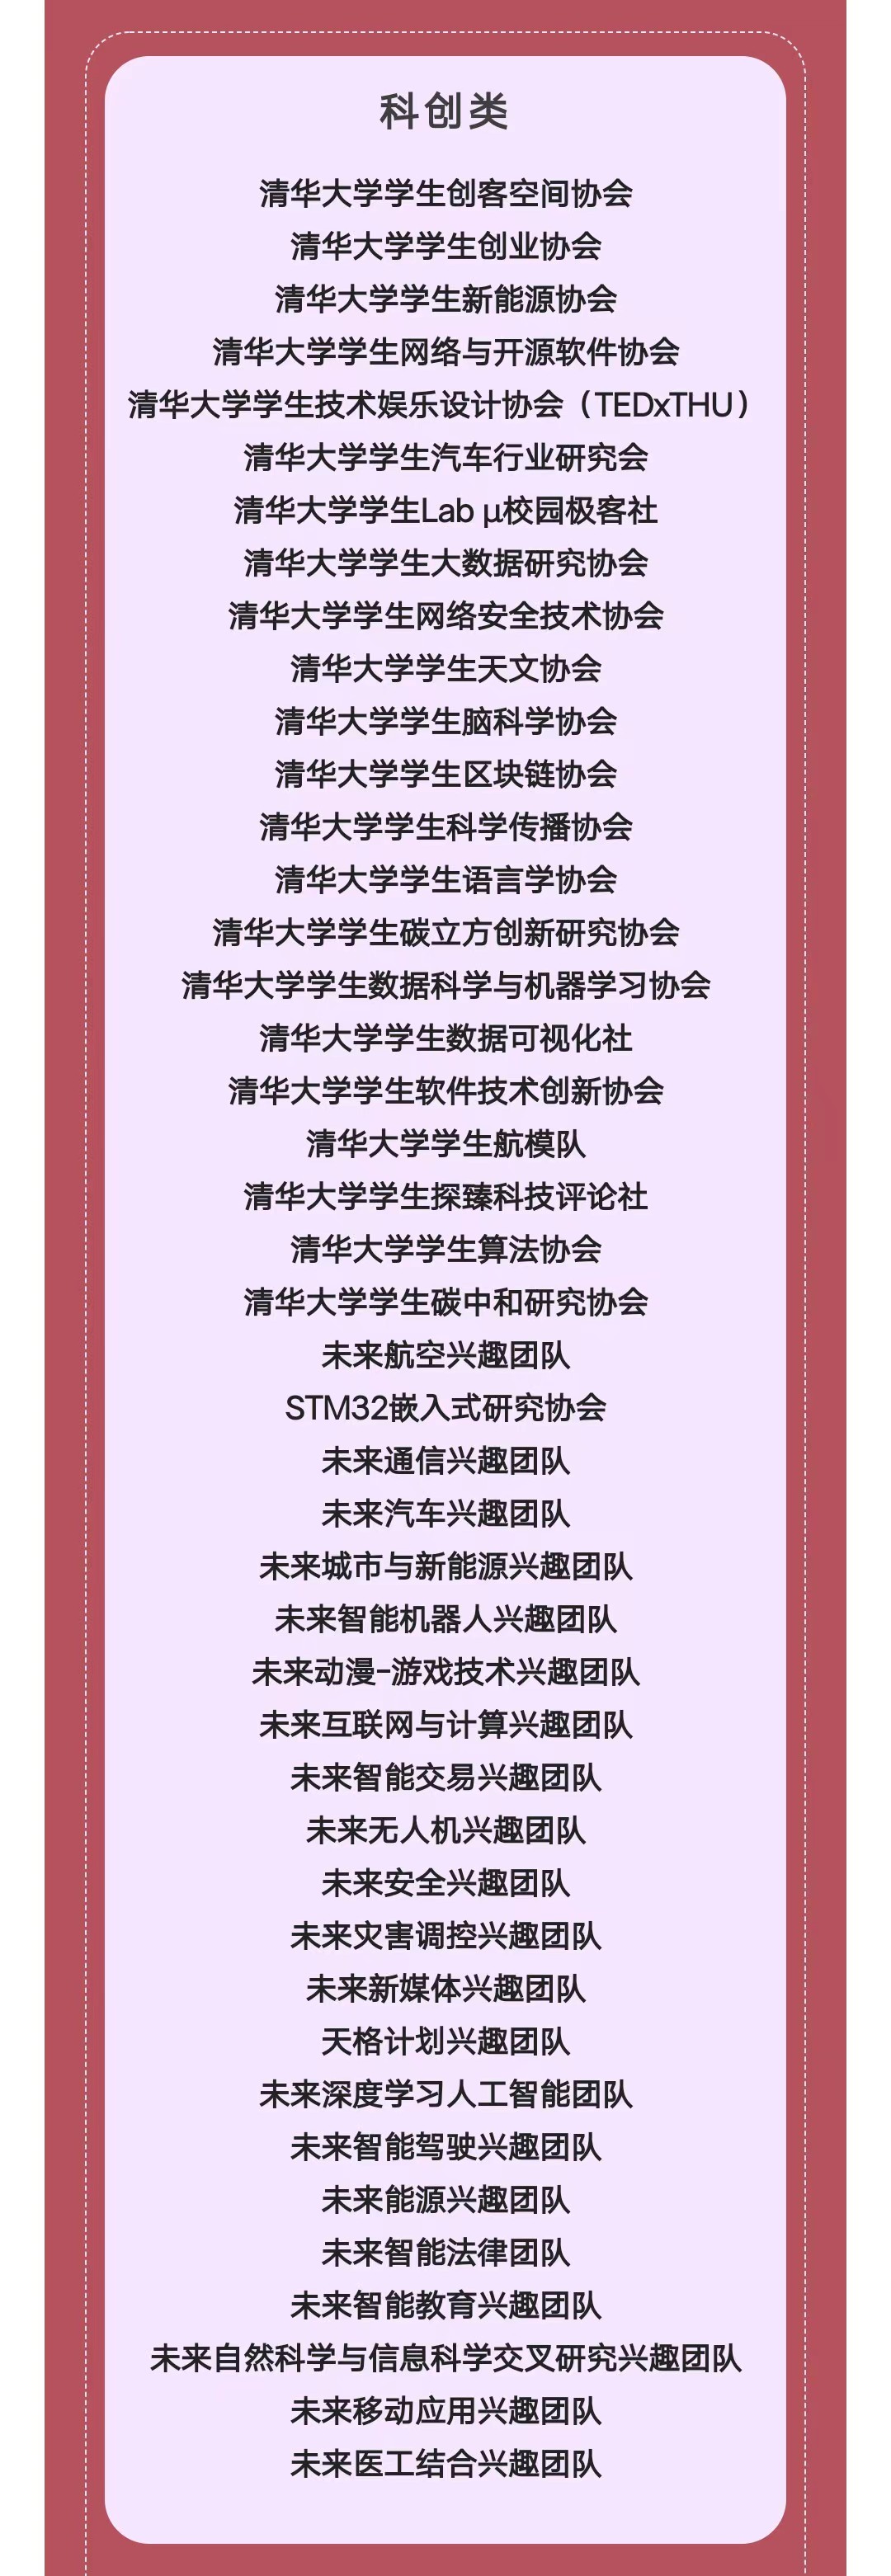 科创类
清华大学学生创客空间协会
清华大学学生创业协会
清华大学学生新能源协会
清华大学学生网络与开源软件协会
清华大学学生技术娱乐设计协会（TEDxTHU）
清华大学学生汽车行业研究会
清华大学学生Lab μ校园极客社
清华大学学生大数据研究协会
清华大学学生网络安全技术协会
清华大学学生天文协会
清华大学学生脑科学协会
清华大学学生区块链协会
清华大学学生科学传播协会
清华大学学生语言学协会
清华大学学生碳立方创新研究协会
清华大学学生数据科学与机器学习协会
清华大学学生数据可视化社
清华大学学生软件技术创新协会
清华大学学生航模队
清华大学学生探臻科技评论社
清华大学学生算法协会
清华大学学生碳中和研究协会
未来航空兴趣团队
STM32嵌入式研究协会
未来通信兴趣团队
未来汽车兴趣团队
未来城市与新能源兴趣团队
未来智能机器人兴趣团队
未来动漫-游戏技术兴趣团队
未来互联网与计算兴趣团队
未来智能交易兴趣团队
未来无人机兴趣团队
未来安全兴趣团队
未来灾害调控兴趣团队
未来新媒体兴趣团队
天格计划兴趣团队
未来深度学习人工智能团队
未来智能驾驶兴趣团队
未来能源兴趣团队
未来智能法律团队
未来智能教育兴趣团队
未来自然科学与信息科学交叉研究兴趣团队
未来移动应用兴趣团队
未来医工结合兴趣团队